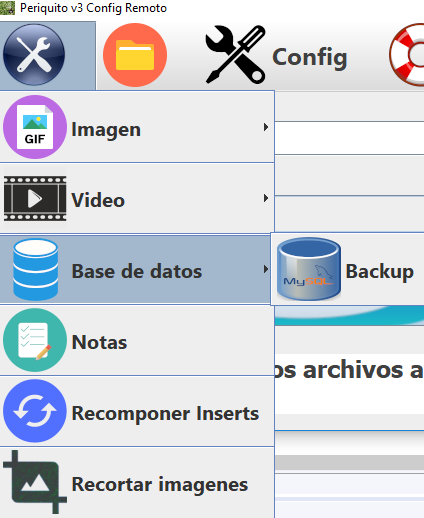 Periquito v3 Config Remoto
Config
GIF
Imagen
Video
Base de datos
MySQL
Backup
Notas
os archivos a
Recomponer Inserts
Recortar imagenes